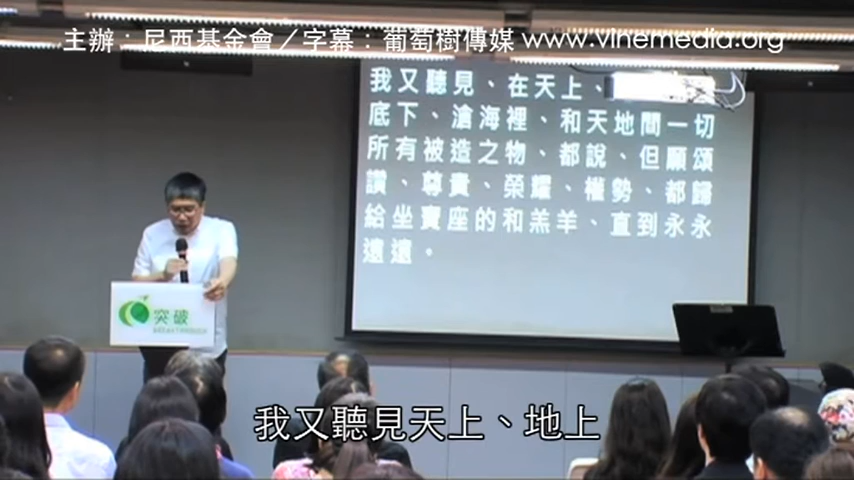 主辦：尼西基金會／字幕：葡萄樹傳媒 www.vinemedia.org
我又聽見、在天上、
底下、滄海裡、和天地間一切
所有被造之物、都說、但願頌
讚、尊貴、榮耀、權勢、都歸
給坐寶座的和羔羊、直到永永
遠遠。
突破
BREAKTHROUGH
我又聽見天上、地上